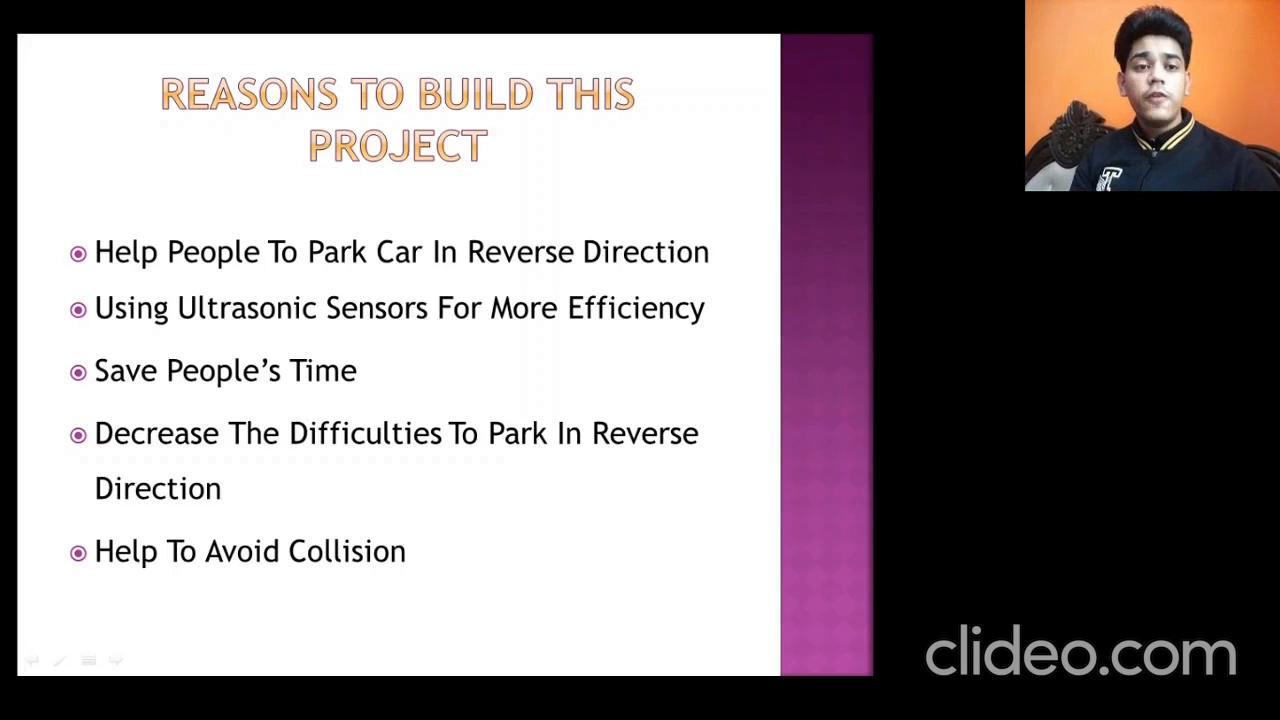 REASONS TO BUILD THIS
PROJECT
Help People To Park Car In Reverse Direction
Using Ultrasonic Sensors For More Efficiency
Save People’s Time
Decrease The Difficulties To Park In Reverse
Direction
Help To Avoid Collision
T
clideo.com